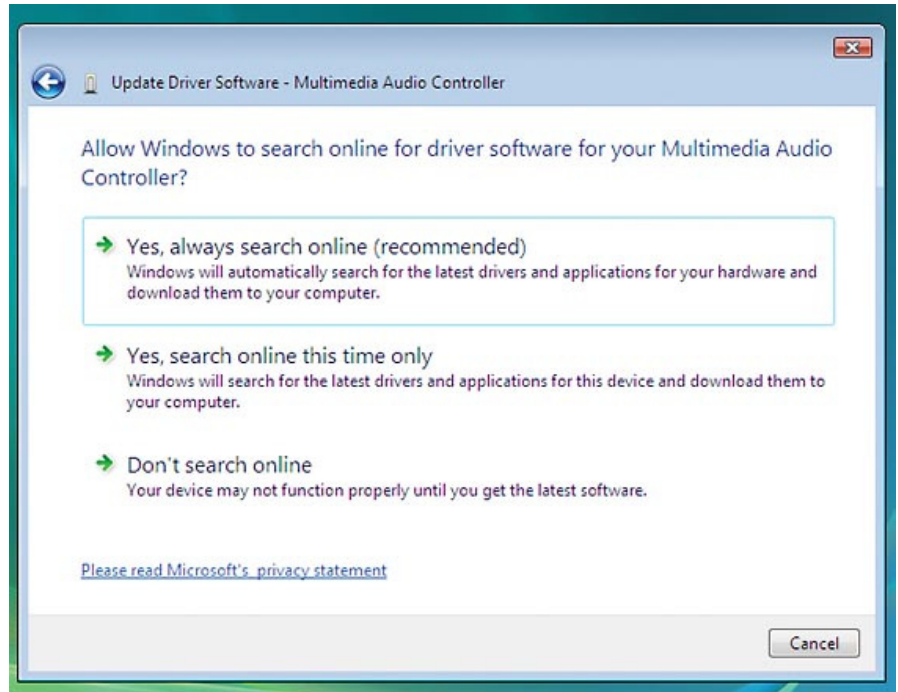 Update Driver Software - Multimedia Audio Controller
Allow Windows to search online for driver software for your Multimedia Audio
Controller?
Yes, always search online (recommended)
Windows will automatically search for the latest drivers and applications for your hardware and
download them to your computer.
Yes, search online this time only
Windows will search for the latest drivers and applications for this device and download them to
your computer.
Don't search online
Your device may not function properly until you get the latest software.
Please read Microsoft's privacy statement
Cancel